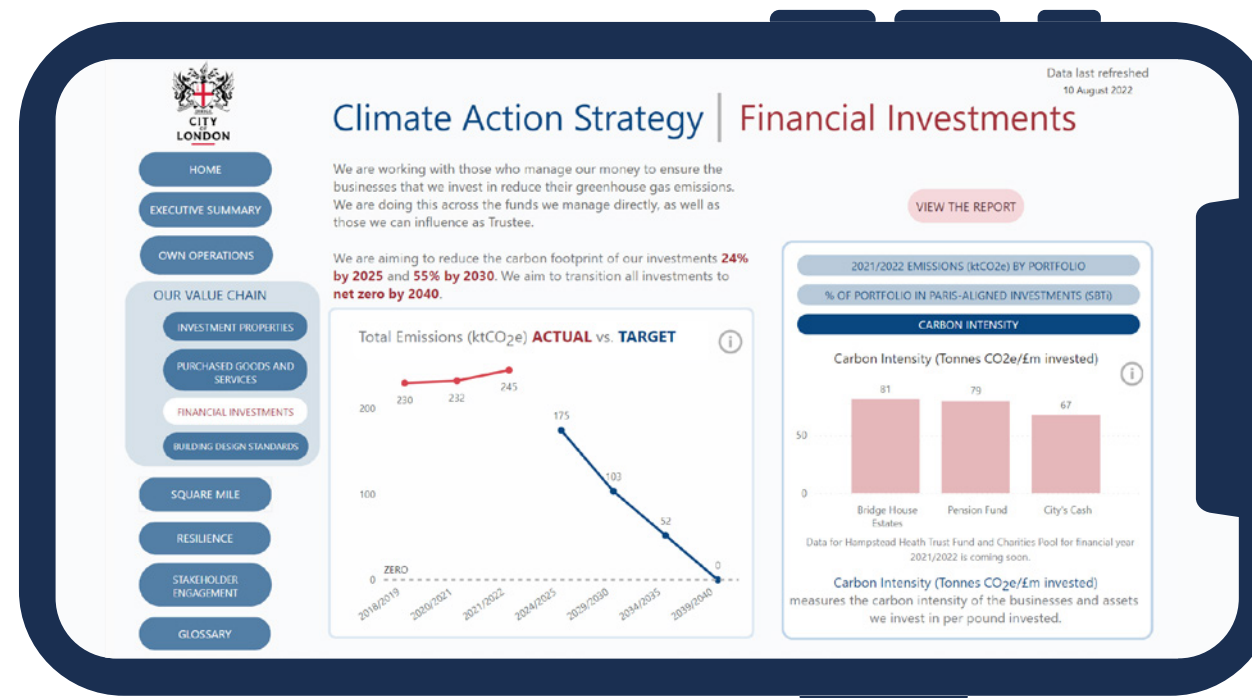 Data last refreshed
10 August 2022
CITY
OF
LONDON
Climate Action Strategy | Financial Investments
HOME
EXECUTIVE SUMMARY
OWN OPERATIONS
OUR VALUE CHAIN
INVESTMENT PROPERTIES
PURCHASED GOODS AND
SERVICES
FINANCIAL INVESTMENTS
BUILDING DESIGN STANDARDS
SQUARE MILE
RESILIENCE
STAKEHOLDER
ENGAGEMENT
GLOSSARY
We are working with those who manage our money to ensure the
businesses that we invest in reduce their greenhouse gas emissions.
We are doing this across the funds we manage directly, as well as
those we can influence as Trustee.
We are aiming to reduce the carbon footprint of our investments 24%
by 2025 and 55% by 2030. We aim to transition all investments to
net zero by 2040.
Total Emissions (ktCO2e) ACTUAL vs. TARGET
i
200
100
0
ZERO
230
232
245
175
103
52
0
2018/2019
2020/2021
2021/2022
2024/2025
2029/2030
2034/2035
2039/2040
VIEW THE REPORT
2021/2022 EMISSIONS (ktCO2e) BY PORTFOLIO
% OF PORTFOLIO IN PARIS-ALIGNED INVESTMENTS (SBTi)
CARBON INTENSITY
Carbon Intensity (Tonnes CO2e/£m invested)
i
81
79
67
50
0
Bridge House
Estates
Pension Fund
City's Cash
Data for Hampstead Heath Trust Fund and Charities Pool for financial year
2021/2022 is coming soon.
Carbon Intensity (Tonnes CO2e/£m invested)
measures the carbon intensity of the businesses and assets
we invest in per pound invested.